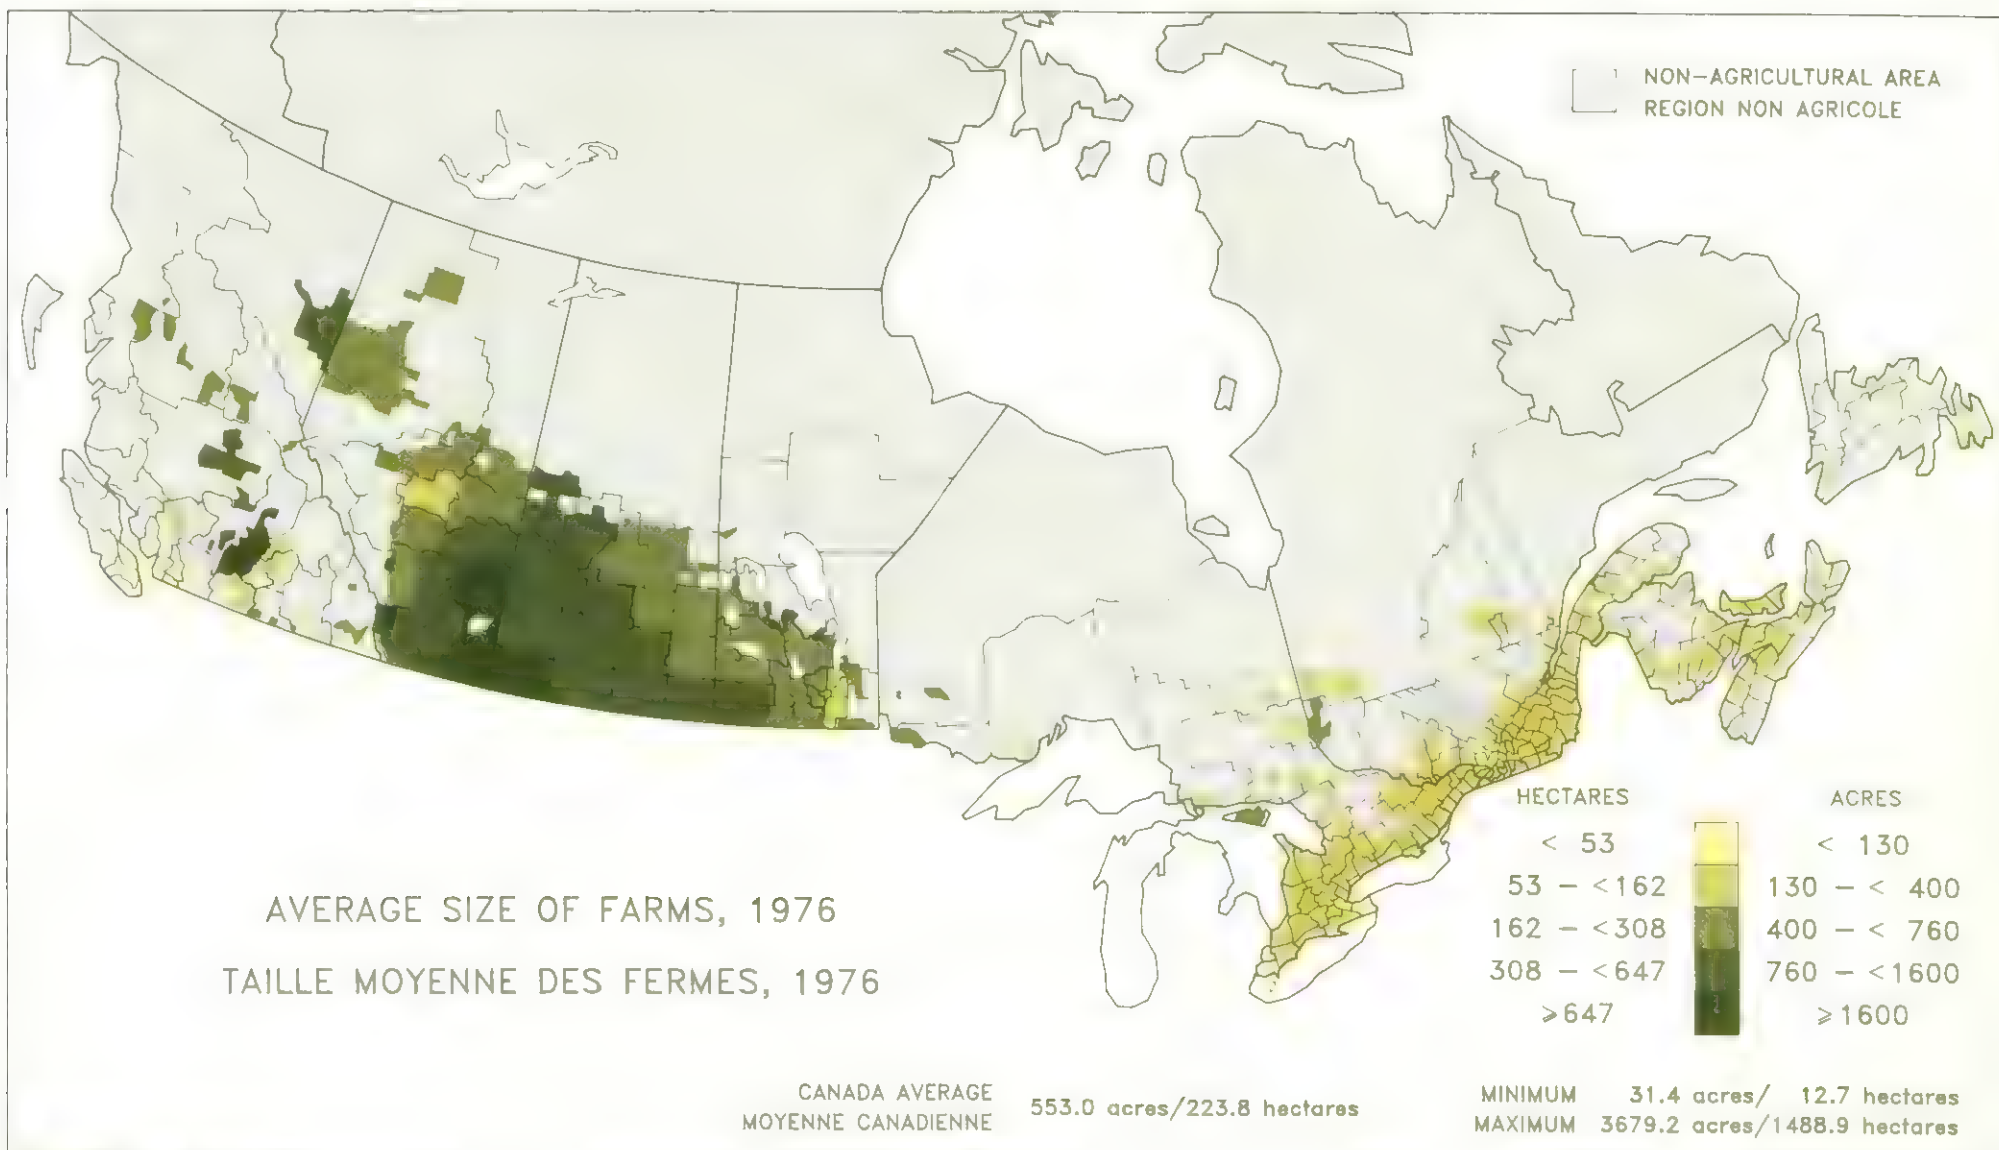 NON-AGRICULTURAL AREA
REGION NON AGRICOLE
AVERAGE SIZE OF FARMS, 1976
TAILLE MOYENNE DES FERMES, 1976
HECTARES ACRES
< 53 < 130
53 - <162 130 - < 400
162 - <308 400 - < 760
308 - <647 760 - <1600
⩾647 ⩾1600
CANADA AVERAGE
MOYENNE CANADIENNE
553.0 acres/223.8 hectares
MINIMUM 31.4 acres/ 12.7 hectares
MAXIMUM 3679.2 acres/1488.9 hectares